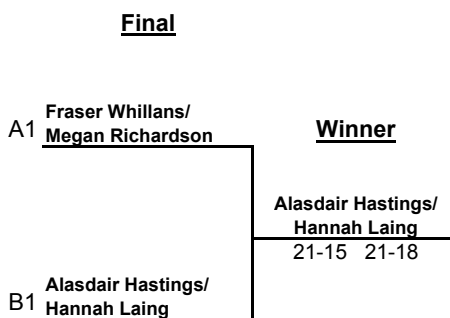 Final
Fraser Whillans/
A1 Megan Richardson
Winner
Alasdair Hastings/
Hannah Laing
21-15 21-18
Alasdair Hastings/
B1 Hannah Laing